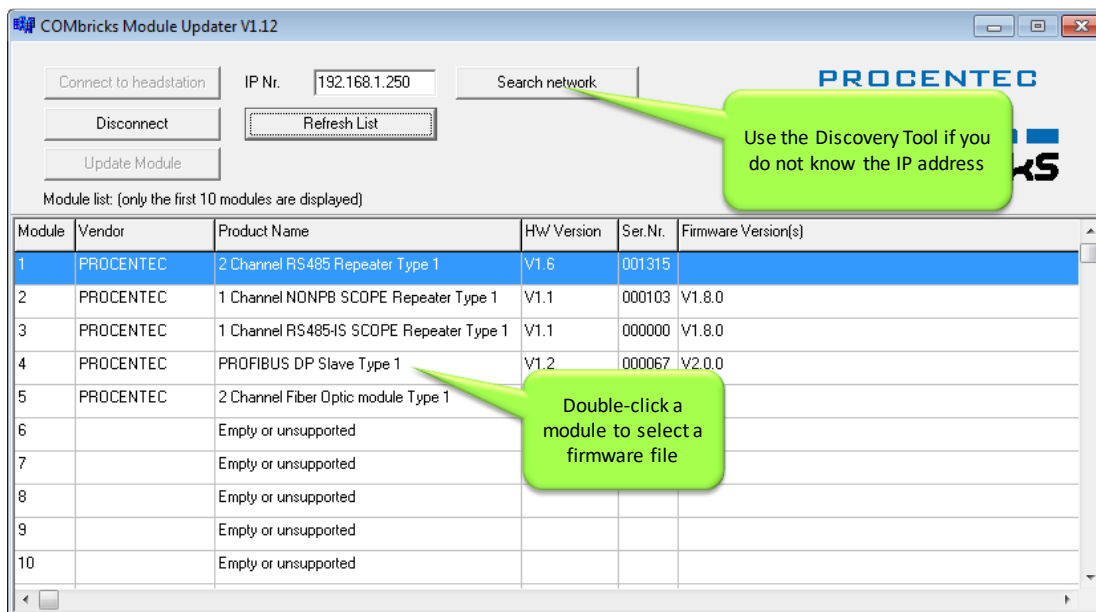 COMbricks Module Updater V1.12
Connect to headstation IP Nr. 192.168.1.250 Search network PROCENTEC
Disconnect Refresh List
Use the Discovery Tool if you
do not know the IP address
Update Module
Module list: (only the first 10 modules are displayed)
Module Vendor Product Name HW Version Ser.Nr. Firmware Version(s)
1 PROCENTEC 2 Channel RS485 Repeater Type 1 V1.6 001315
2 PROCENTEC 1 Channel NONPB SCOPE Repeater Type 1 V1.1 000103 V1.8.0
3 PROCENTEC 1 Channel RS485-IS SCOPE Repeater Type 1 V1.1 000000 V1.8.0
4 PROCENTEC PROFIBUS DP Slave Type 1 V1.2 000067 V2.0.0
5 PROCENTEC 2 Channel Fiber Optic module Type 1
Double-click a
module to select a
firmware file
6 Empty or unsupported
7 Empty or unsupported
8 Empty or unsupported
9 Empty or unsupported
10 Empty or unsupported